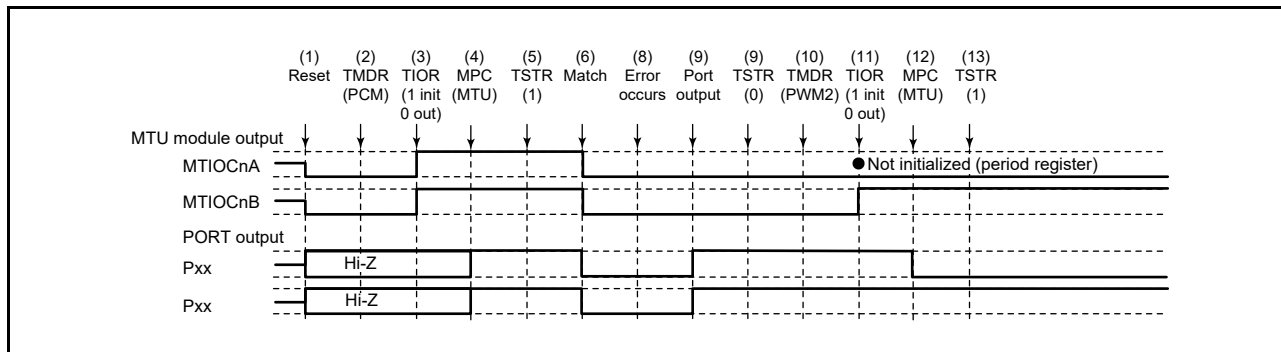 (1) (2) (3) (4) (5) (6) (8) (9) (9) (10) (11) (12) (13)
Reset TMDR TIOR MPC TSTR Match Error Port TSTR TMDR TIOR MPC TSTR
(PCM) (1 init (MTU) (1) occurs output (0) (PWM2) (1 init (MTU) (1)
0 out) 0 out)
MTU module output
MTIOCnA Not initialized (period register)
MTIOCnB
PORT output
Pxx Hi-Z
Pxx Hi-Z